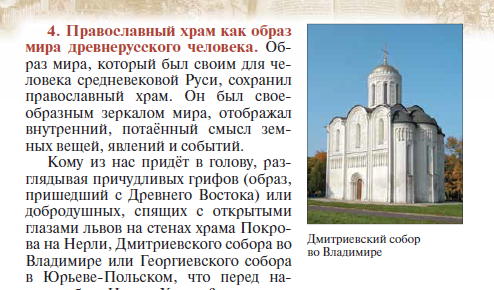 4. Православный храм как образ
мира древнерусского человека. Об-
раз мира, который был своим для че-
ловека средневековой Руси, сохранил
православный храм. Он был свое-
образным зеркалом мира, отображал
внутренний, потаённый смысл зем-
ных вещей, явлений и событий.
Кому из нас придёт в голову, раз-
глядывая причудливых грифов (образ,
пришедший с Древнего Востока) или
добродушных, спящих с открытыми
глазами львов на стенах храма Покро-
ва на Нерли, Дмитриевского собора во
Владимире или Георгиевского собора
в Юрьеве-Польском, что перед на-
Дмитриевский собор
во Владимире